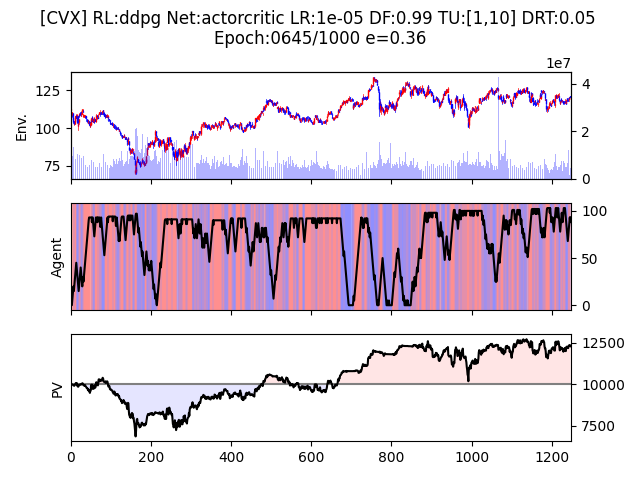 [CVX] RL:ddpg Net:actorcritic LR:1e-05 DF:0.99 TU:[1,10] DRT:0.05
Epoch:0645/1000 e=0.36
1e7
125
100
75
Env.
4
2
0
Agent
100
50
0
PV
12500
10000
7500
0 200 400 600 800 1000 1200